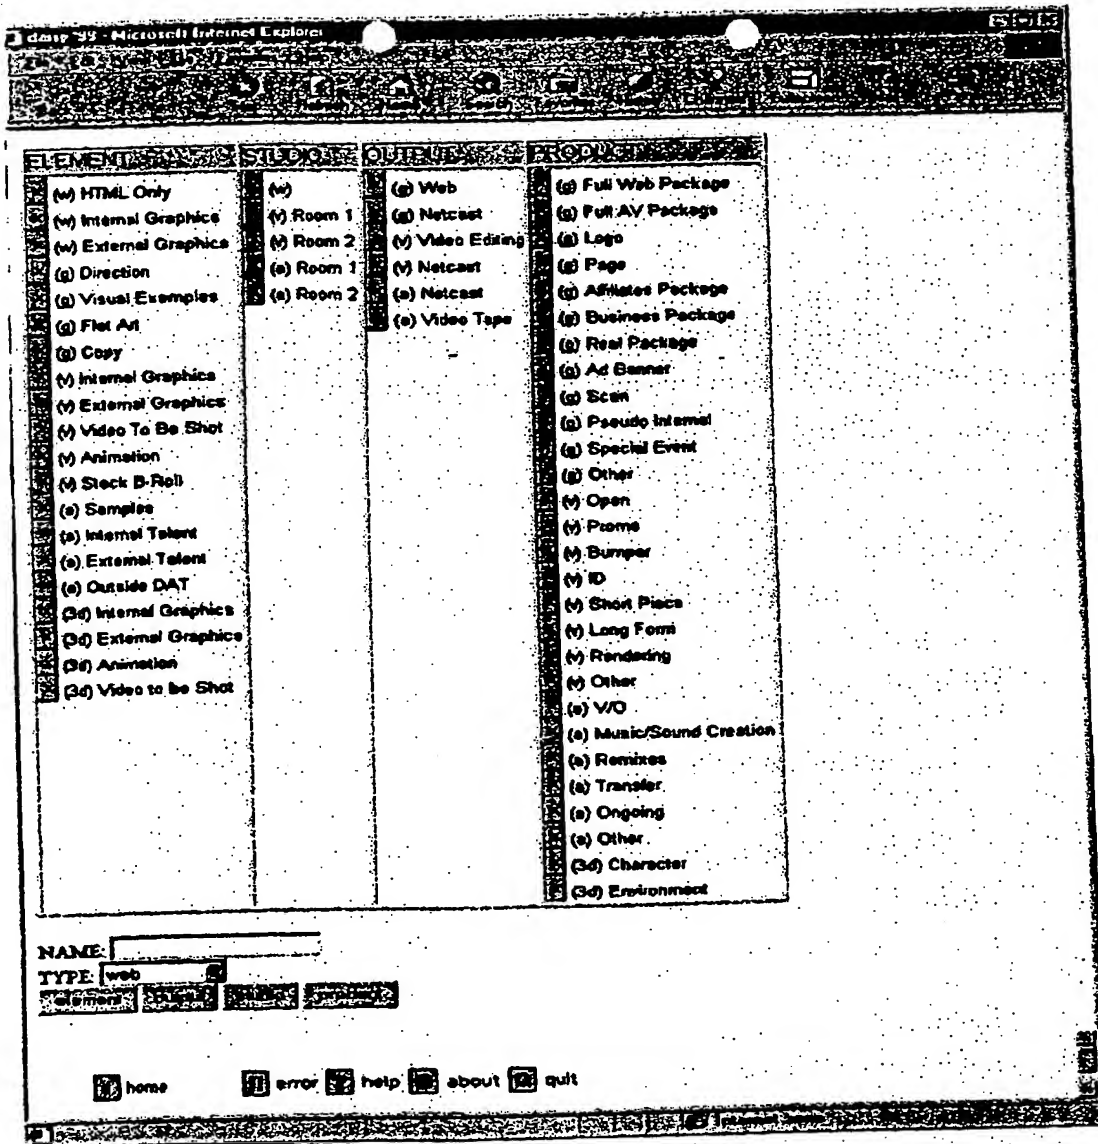 damp '98 - Microsoft Internet Explorer
ELEMENT
(w) HTML Only
(w) Internal Graphics
(w) External Graphics
(g) Direction
(g) Visual Examples
(g) Flat Art
(g) Copy
(v) Internal Graphics
(v) External Graphics
(v) Video To Be Shot
(v) Animation
(v) Stock B-Roll
(a) Samples
(a) Internal Talent
(a) External Talent
(a) Outside DAT
(3d) Internal Graphics
(3d) External Graphics
(3d) Animation
(3d) Video to be Shot
STUDIO
(w)
(v) Room 1
(v) Room 2
(a) Room 1
(a) Room 2
OUTPUT
(g) Web
(g) Netcast
(v) Video Editing
(v) Netcast
(a) Netcast
(a) Video Tape
PRODUCT
(g) Full Web Package
(g) Full AV Package
(g) Logo
(g) Page
(g) Affiliates Package
(g) Business Package
(g) Real Package
(g) Ad Banner
(g) Scan
(g) Pseudo Internal
(g) Special Event
(g) Other
(v) Open
(v) Promo
(v) Bumper
(v) ID
(v) Short Piece
(v) Long Form
(v) Rendering
(v) Other
(a) V/O
(a) Music/Sound Creation
(a) Remixes
(a) Transfer
(a) Ongoing
(a) Other
(3d) Character
(3d) Environment
NAME:
TYPE: web
element
home error help about quit